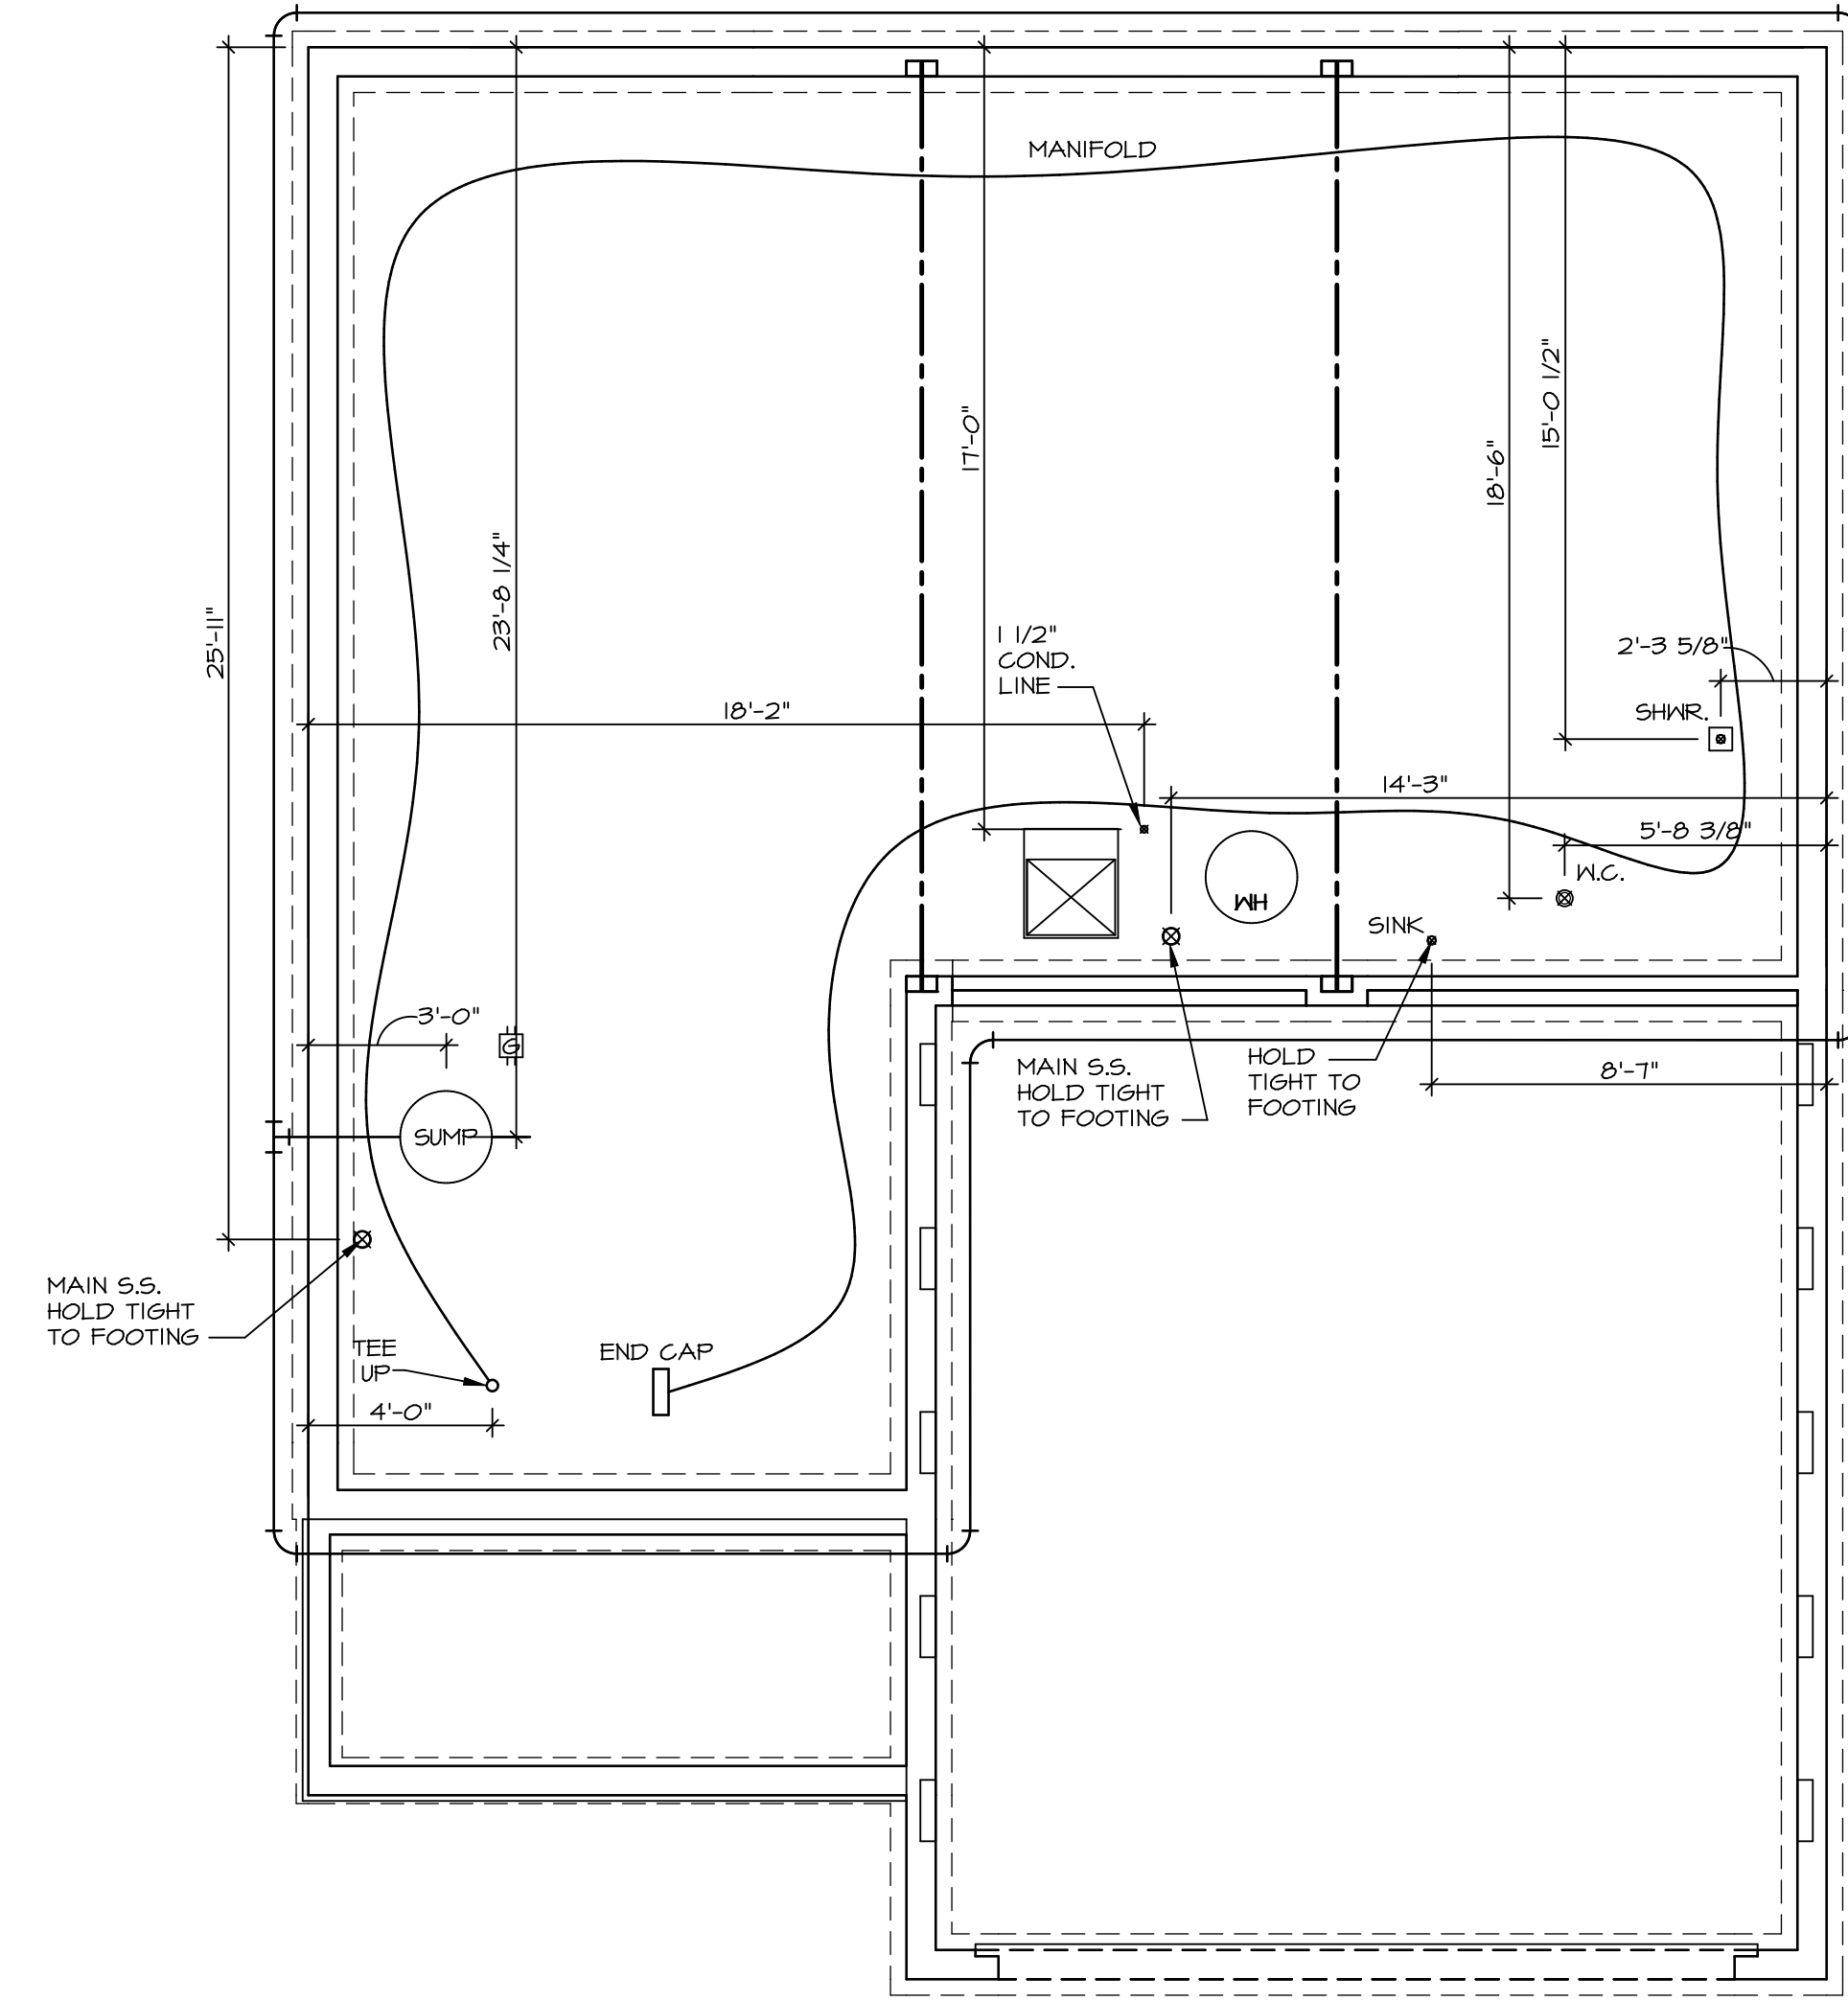 MANIFOLD
15'-0 1/2"
17'-0"
18'-6"
23'-8 1/4"
25'-11"
1 1/2"
COND.
LINE
2'-3 5/8"
18'-2"
SHWR.
14'-3"
5'-8 3/8"
W.C.
WH
SINK
3'-0"
G
MAIN S.S.
HOLD TIGHT
TO FOOTING
HOLD
TIGHT TO
FOOTING
8'-7"
SUMP
MAIN S.S.
HOLD TIGHT
TO FOOTING
TEE
UP
END CAP
4'-0"